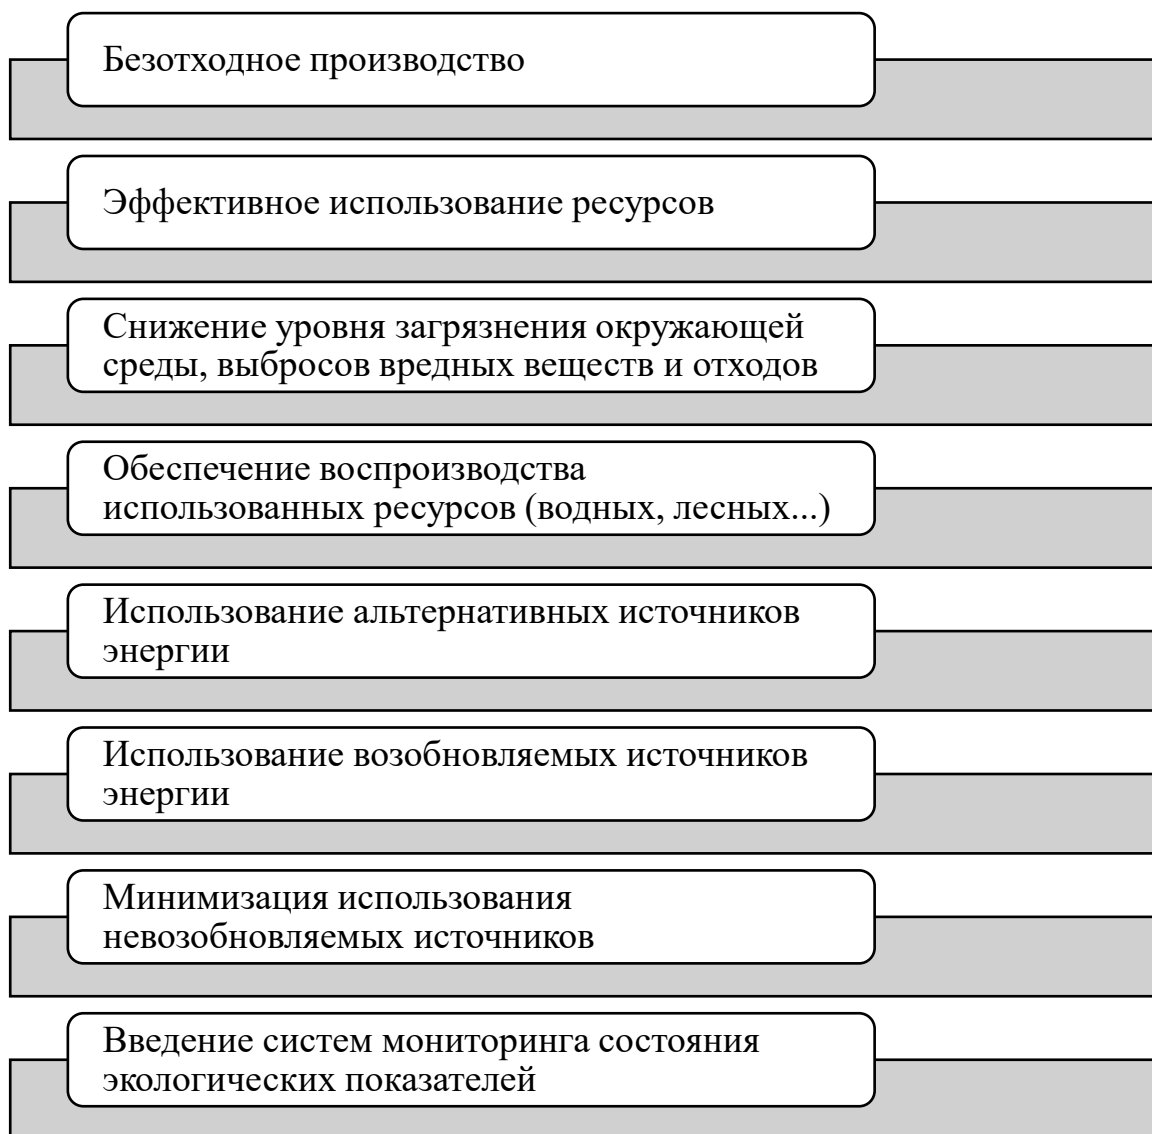 Безотходное производство
Эффективное использование ресурсов
Снижение уровня загрязнения окружающей
среды, выбросов вредных веществ и отходов
Обеспечение воспроизводства
использованных ресурсов (водных, лесных...)
Использование альтернативных источников
энергии
Использование возобновляемых источников
энергии
Минимизация использования
невозобновляемых источников
Введение систем мониторинга состояния
экологических показателей